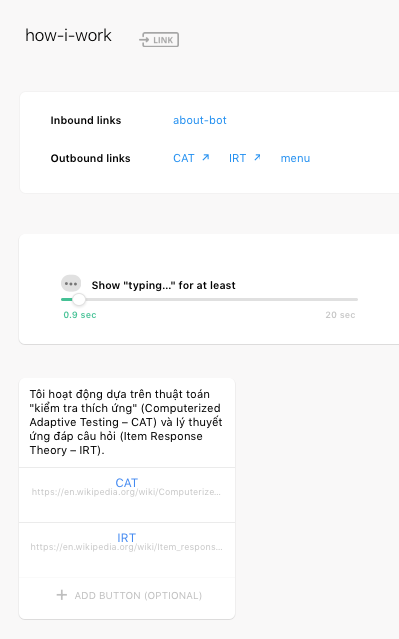 how-i-work
LINK
Inbound links about-bot
Outbound links CAT ↗ IRT ↗ menu
Show "typing..." for at least
0.9 sec 20 sec
Tôi hoạt động dựa trên thuật toán
"kiểm tra thích ứng" (Computerized
Adaptive Testing – CAT) và lý thuyết
ứng đáp câu hỏi (Item Response
Theory – IRT).
CAT
https://en.wikipedia.org/wiki/Computerize...
IRT
https://en.wikipedia.org/wiki/Item_respons...
+ ADD BUTTON (OPTIONAL)